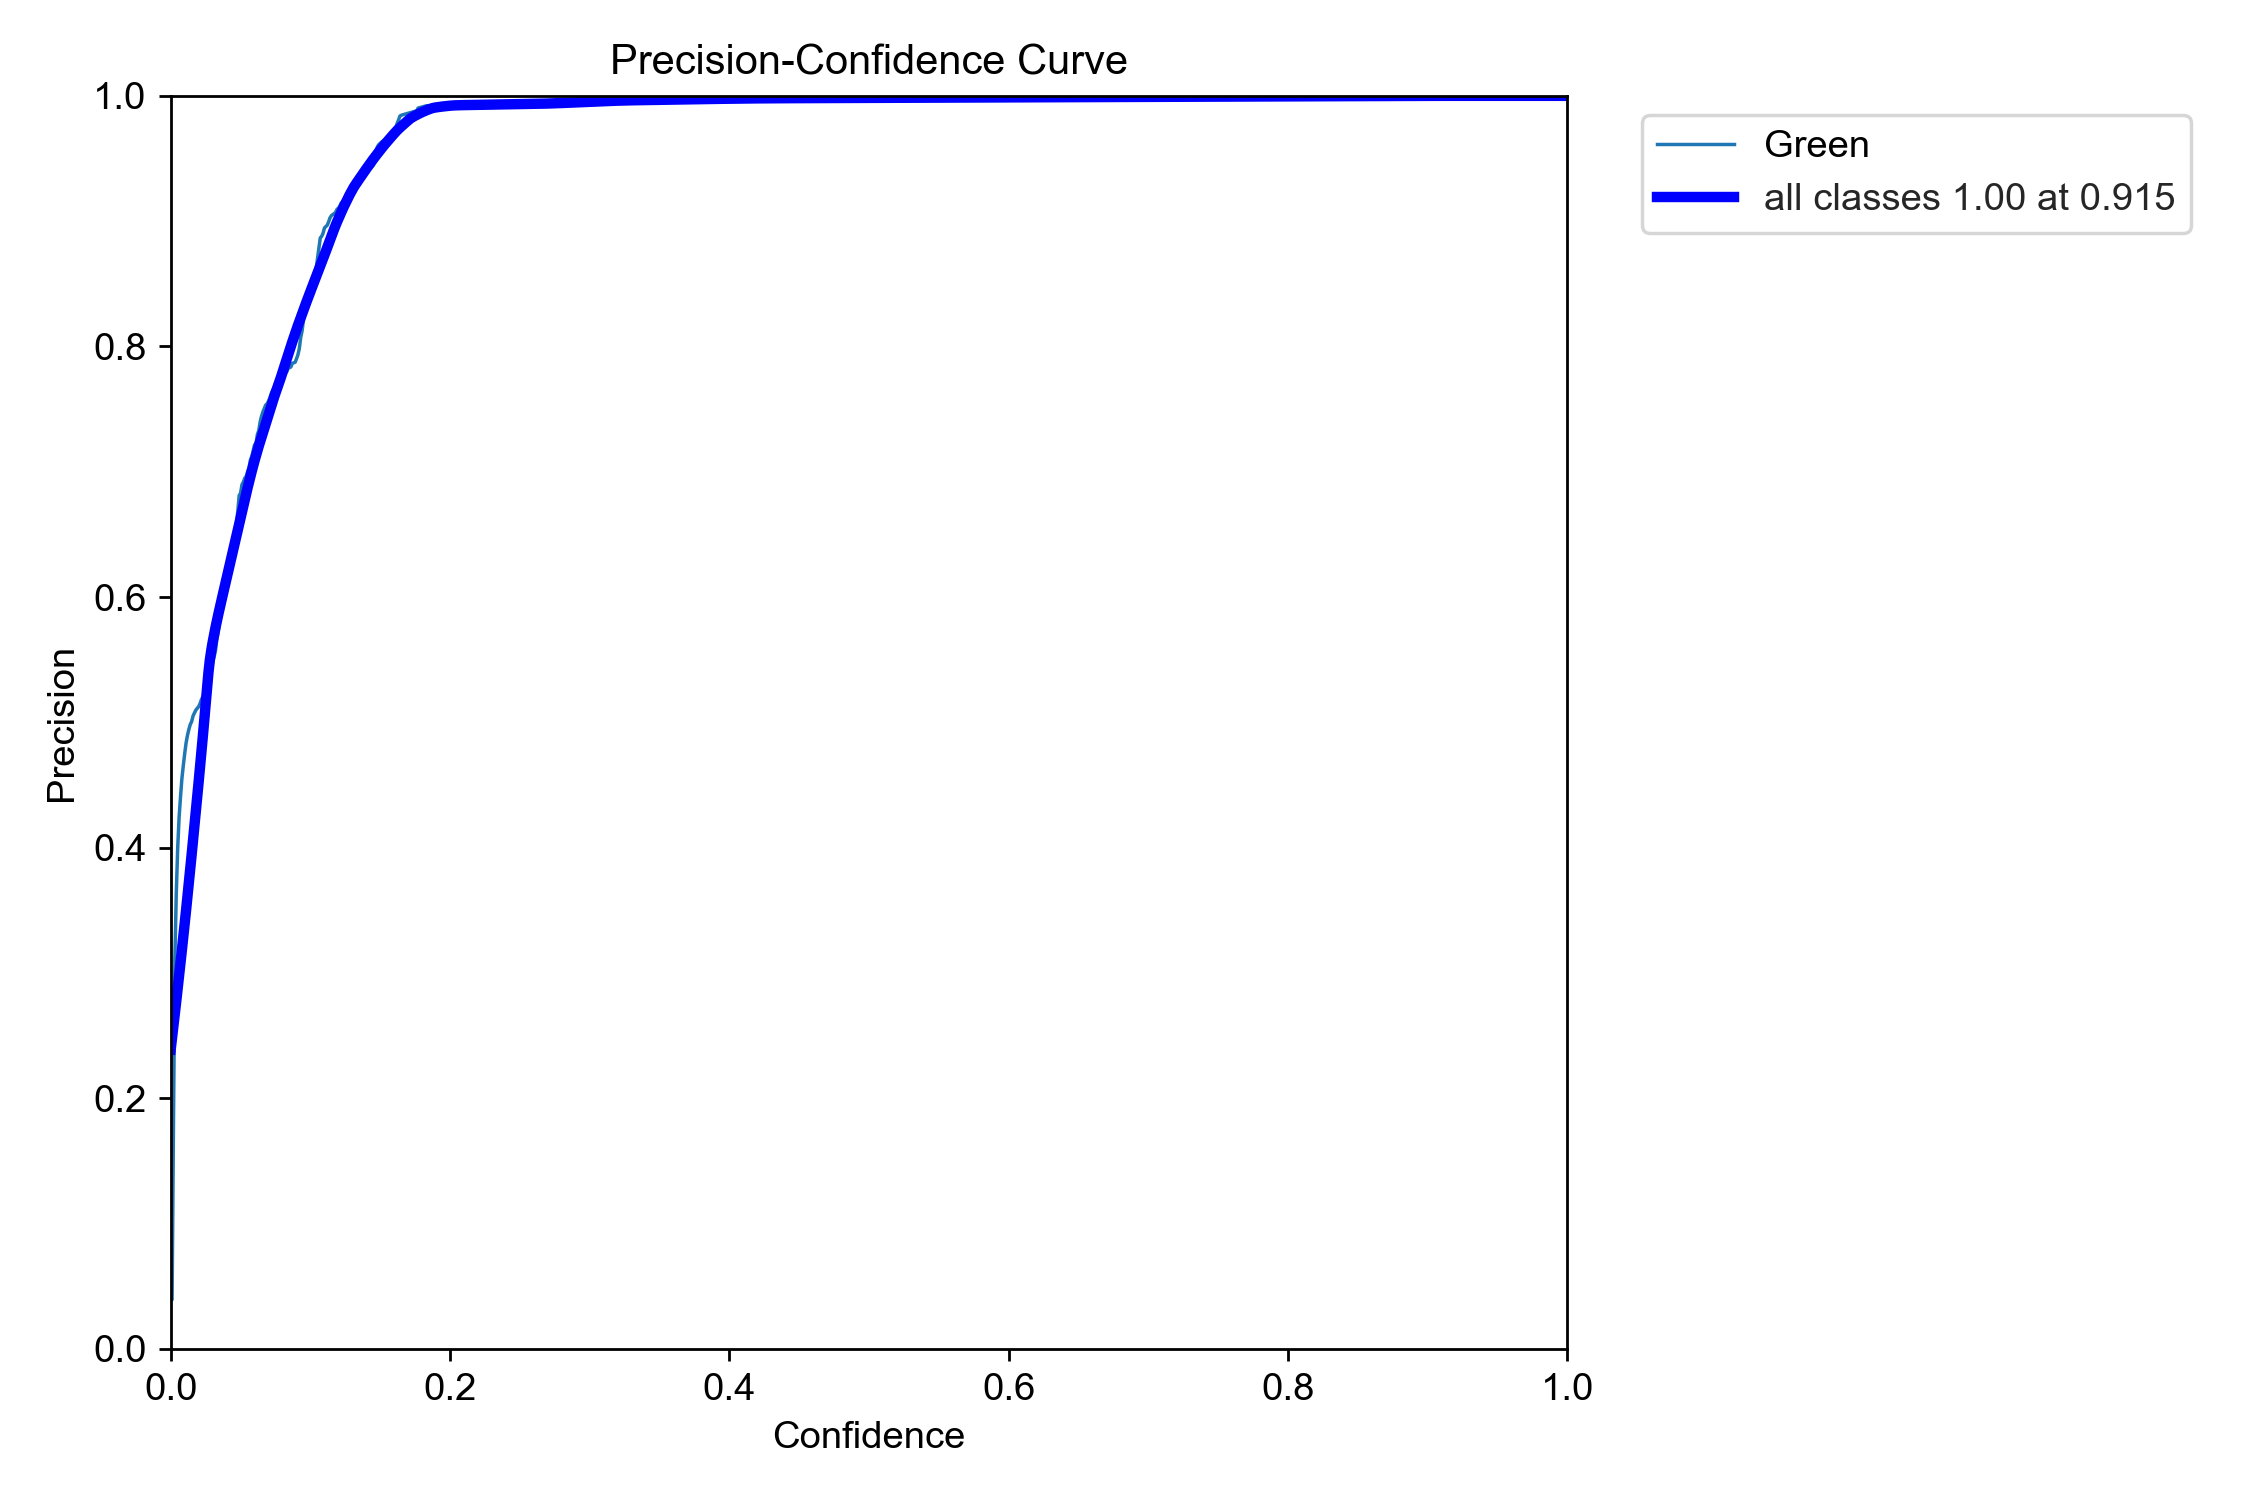 Precision-Confidence Curve
1.0
0.8
0.6
0.4
0.2
0.0
Precision
0.0 0.2 0.4 0.6 0.8 1.0
Confidence
Green
all classes 1.00 at 0.915